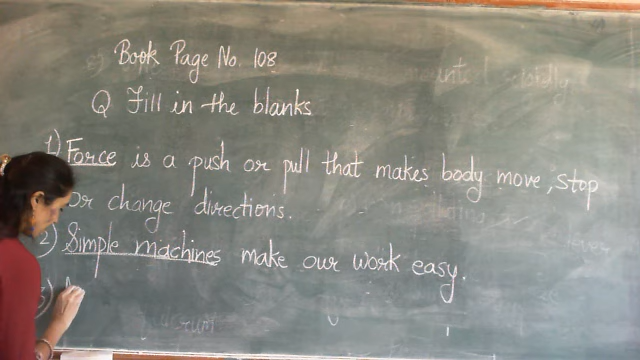 Book Page No. 108
Q Fill in the blanks
1) Force is a push or pull that makes body move, stop
or change directions.
2) Simple machines make our work easy.
3)